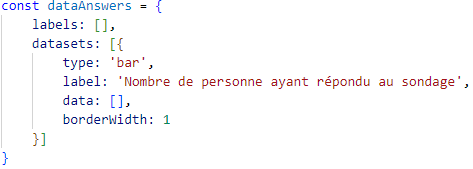 const dataAnswers = {
labels: [],
datasets: [{
type: 'bar',
label: 'Nombre de personne ayant répondu au sondage',
data: [],
borderWidth: 1
}]
}